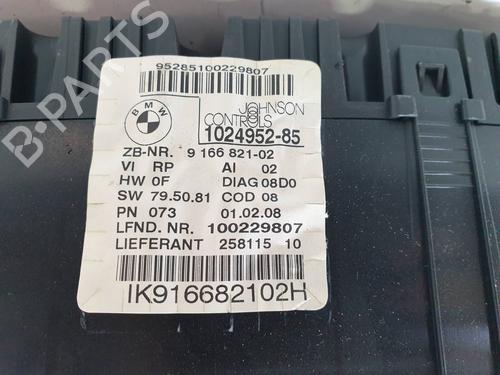 B-PARTS
95285100229807
BMW
JOHNSON
CONTROLS
1024952-85
ZB-NR. 9 166 821-02
VI RP AI 02
HW 0F DIAG 08D0
SW 79.50.81 COD 08
PN 073 01.02.08
LFND. NR. 100229807
LIEFERANT 258115 10
IK916682102H